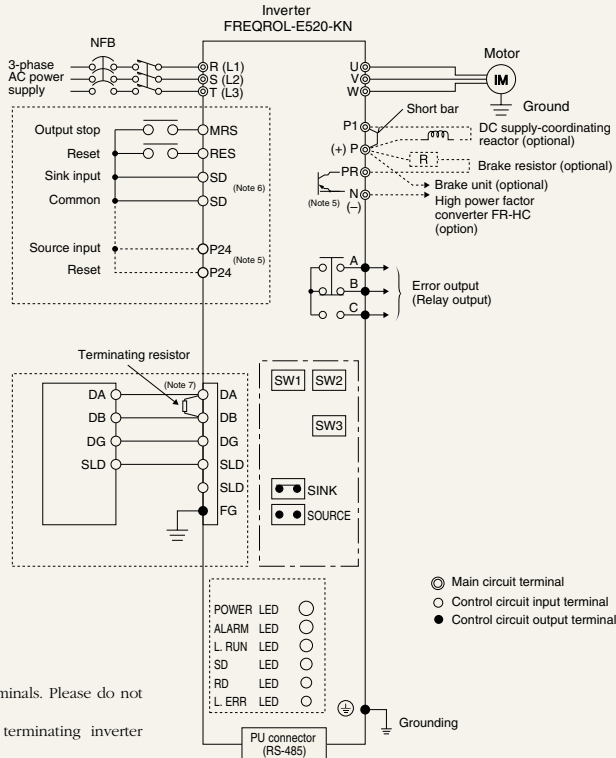 Inverter
FREQROL-E520-KN
NFB
3-phase
AC power
supply
R (L1)
S (L2)
T (L3)
U
V
W
Motor
IM
Ground
Short bar
P1
DC supply-coordinating
reactor (optional)
(+) P
R
Brake resistor (optional)
PR
Brake unit (optional)
(Note 5) N
(−)
High power factor
converter FR-HC
(option)
Output stop
MRS
Reset
RES
Sink input
SD
(Note 6)
Common
SD
Source input
P24
(Note 5)
Reset
P24
A
B
C
Error output
(Relay output)
Terminating resistor
(Note 7)
DA
DA
DB
DB
DG
DG
SLD
SLD
SLD
FG
SW1
SW2
SW3
SINK
SOURCE
Main circuit terminal
Control circuit input terminal
Control circuit output terminal
POWER LED
ALARM LED
L. RUN LED
SD LED
RD LED
L. ERR LED
Grounding
PU connector
(RS-485)
minals. Please do not
terminating inverter